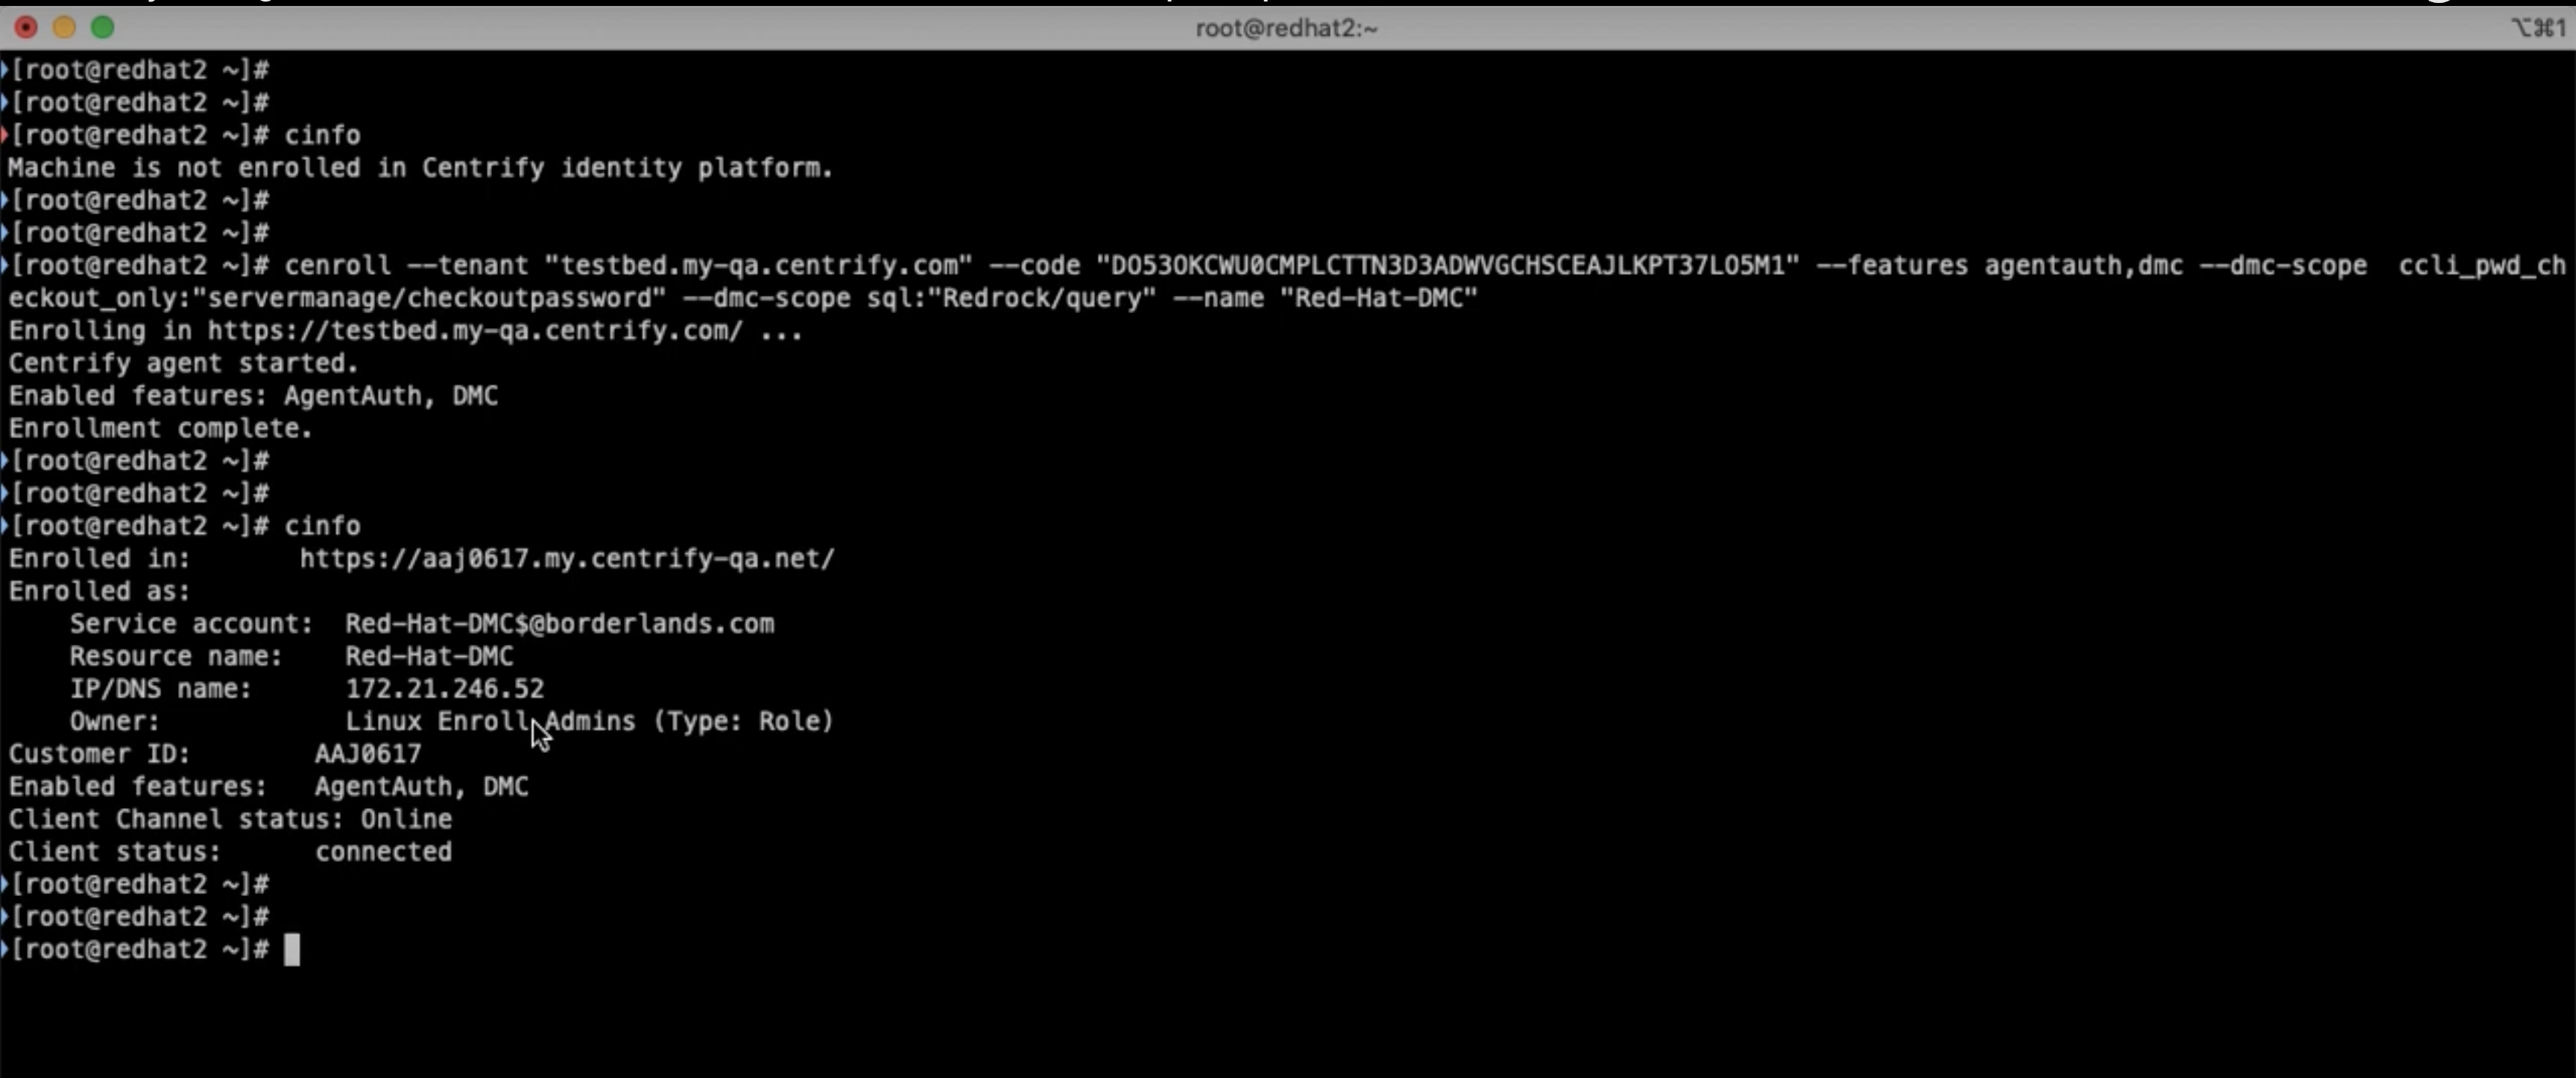 root@redhat2:~
⌥⌘1
[root@redhat2 ~]#
[root@redhat2 ~]#
[root@redhat2 ~]# cinfo
Machine is not enrolled in Centrify identity platform.
[root@redhat2 ~]#
[root@redhat2 ~]#
[root@redhat2 ~]# cenroll --tenant "testbed.my-qa.centrify.com" --code "DO53OKCWU0CMPLCTTN3D3ADWVGCHSCEAJLKPT37LO5M1" --features agentauth,dmc --dmc-scope  ccli_pwd_ch
eckout_only:"servermanage/checkoutpassword" --dmc-scope sql:"Redrock/query" --name "Red-Hat-DMC"
Enrolling in https://testbed.my-qa.centrify.com/ ...
Centrify agent started.
Enabled features: AgentAuth, DMC
Enrollment complete.
[root@redhat2 ~]#
[root@redhat2 ~]#
[root@redhat2 ~]# cinfo
Enrolled in:       https://aaj0617.my.centrify-qa.net/
Enrolled as:
    Service account:  Red-Hat-DMC$@borderlands.com
    Resource name:    Red-Hat-DMC
    IP/DNS name:      172.21.246.52
    Owner:            Linux Enroll Admins (Type: Role)
Customer ID:        AAJ0617
Enabled features:   AgentAuth, DMC
Client Channel status: Online
Client status:      connected
[root@redhat2 ~]#
[root@redhat2 ~]#
[root@redhat2 ~]#